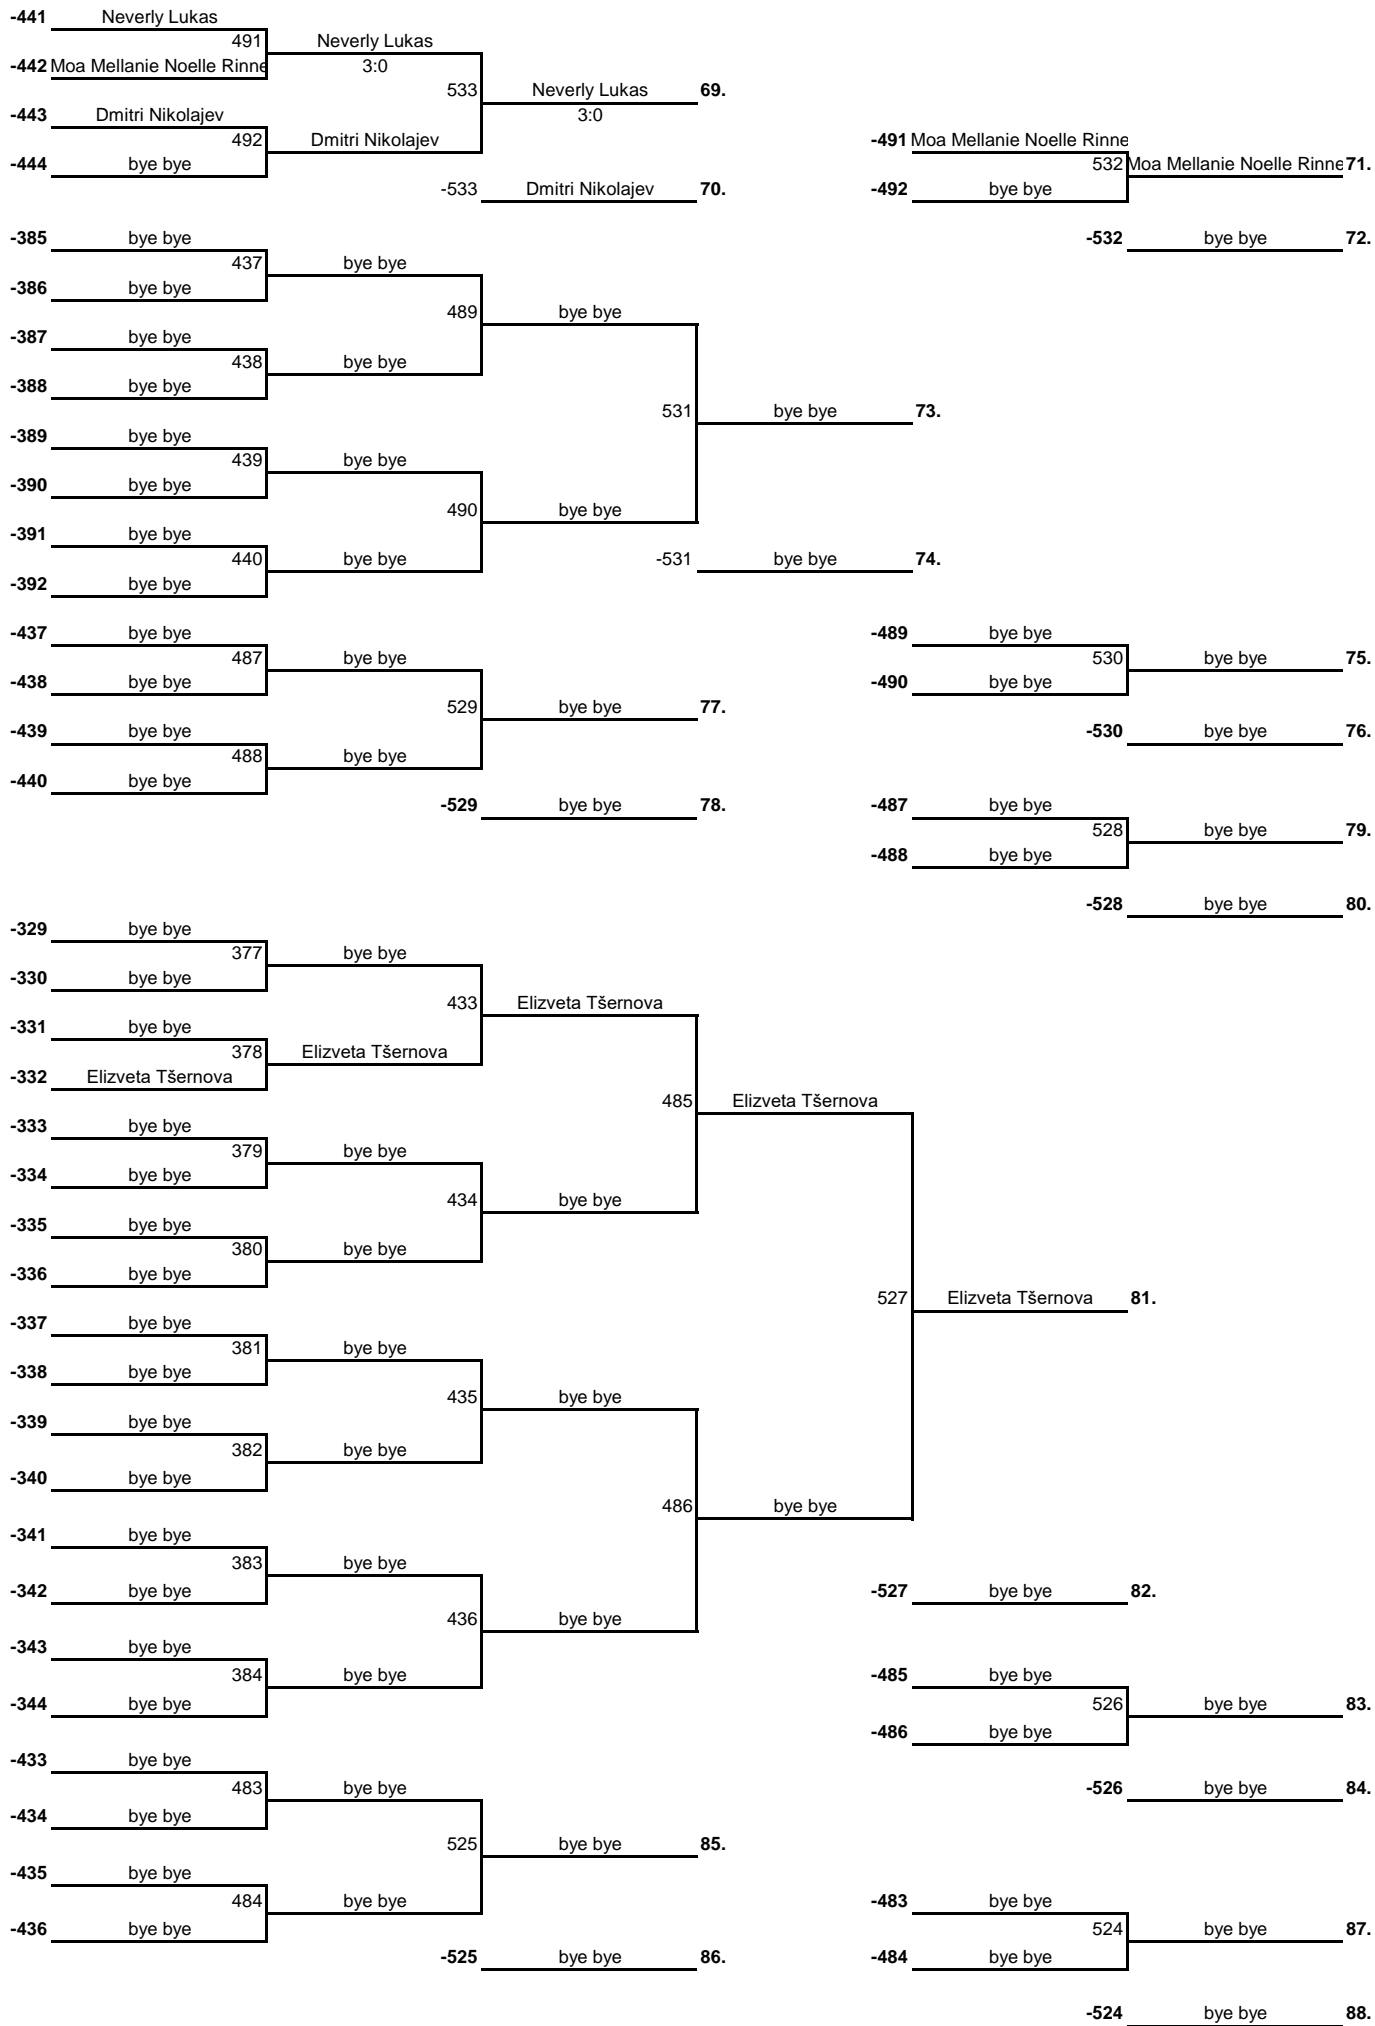 -441 Neverly Lukas
491 Neverly Lukas
-442 Moa Mellanie Noelle Rinne 3:0
533 Neverly Lukas 69.
-443 Dmitri Nikolajev 3:0
492 Dmitri Nikolajev -491 Moa Mellanie Noelle Rinne
-444 bye bye 532 Moa Mellanie Noelle Rinne 71.
-533 Dmitri Nikolajev 70. -492 bye bye
-385 bye bye -532 bye bye 72.
437 bye bye
-386 bye bye
489 bye bye
-387 bye bye
438 bye bye
-388 bye bye
531 bye bye 73.
-389 bye bye
439 bye bye
-390 bye bye
490 bye bye
-391 bye bye
440 bye bye -531 bye bye 74.
-392 bye bye
-437 bye bye -489 bye bye
487 bye bye 530 bye bye 75.
-438 bye bye -490 bye bye
529 bye bye 77.
-439 bye bye -530 bye bye 76.
488 bye bye
-440 bye bye
-529 bye bye 78. -487 bye bye
528 bye bye 79.
-488 bye bye
-528 bye bye 80.
-329 bye bye
377 bye bye
-330 bye bye
433 Elizveta Tšernova
-331 bye bye
378 Elizveta Tšernova
-332 Elizveta Tšernova
485 Elizveta Tšernova
-333 bye bye
379 bye bye
-334 bye bye
434 bye bye
-335 bye bye
380 bye bye
-336 bye bye
527 Elizveta Tšernova 81.
-337 bye bye
381 bye bye
-338 bye bye
435 bye bye
-339 bye bye
382 bye bye
-340 bye bye
486 bye bye
-341 bye bye
383 bye bye
-342 bye bye -527 bye bye 82.
436 bye bye
-343 bye bye
384 bye bye -485 bye bye
-344 bye bye 526 bye bye 83.
-486 bye bye
-433 bye bye
483 bye bye -526 bye bye 84.
-434 bye bye
525 bye bye 85.
-435 bye bye
484 bye bye -483 bye bye
-436 bye bye 524 bye bye 87.
-525 bye bye 86. -484 bye bye
-524 bye bye 88.